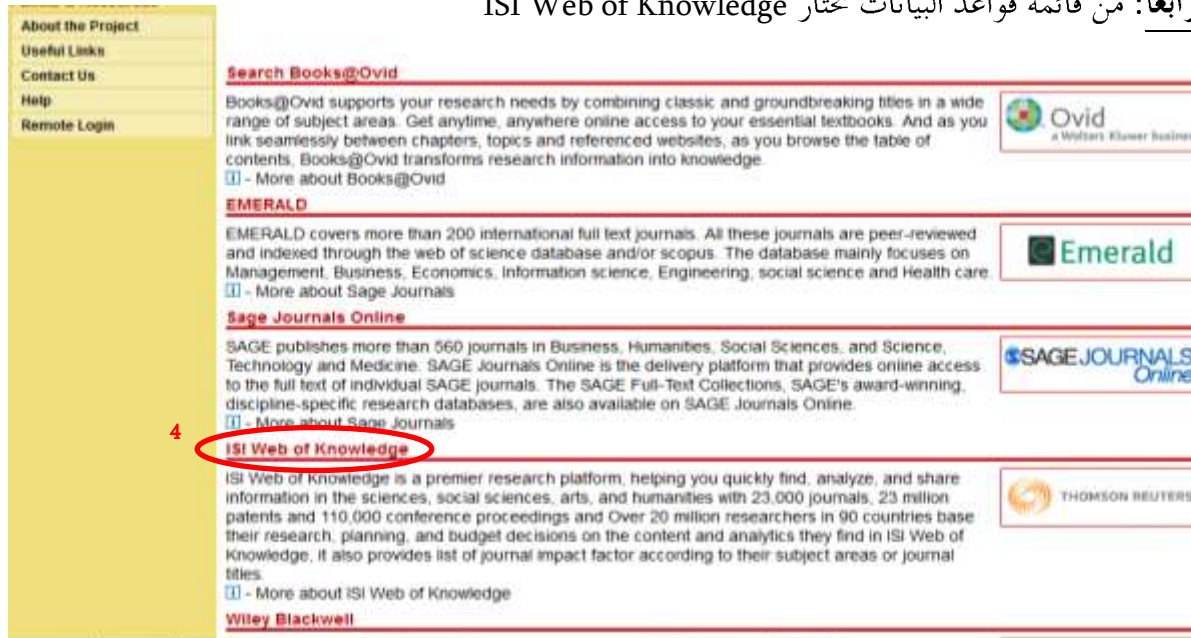 رابعًا: من قائمة قواعد البيانات تختار ISI Web of Knowledge
About the Project
Useful Links
Contact Us
Help
Remote Login
Search Books@Ovid
Books@Ovid supports your research needs by combining classic and groundbreaking titles in a wide
range of subject areas. Get anytime, anywhere online access to your essential textbooks. And as you
link seamlessly between chapters, topics and referenced websites, as you browse the table of
contents, Books@Ovid transforms research information into knowledge.
- More about Books@Ovid
Ovid
a Wolters Kluwer business
EMERALD
EMERALD covers more than 200 international full text journals. All these journals are peer-reviewed
and indexed through the web of science database and/or scopus. The database mainly focuses on
Management, Business, Economics, Information science, Engineering, social science and Health care.
- More about Sage Journals
Emerald
Sage Journals Online
SAGE publishes more than 560 journals in Business, Humanities, Social Sciences, and Science,
Technology and Medicine. SAGE Journals Online is the delivery platform that provides online access
to the full text of individual SAGE journals. The SAGE Full-Text Collections, SAGE's award-winning,
discipline-specific research databases, are also available on SAGE Journals Online.
- More about Sage Journals
SAGE JOURNALS
Online
4
ISI Web of Knowledge
ISI Web of Knowledge is a premier research platform, helping you quickly find, analyze, and share
information in the sciences, social sciences, arts, and humanities with 23,000 journals, 23 million
patents and 110,000 conference proceedings and Over 20 million researchers in 90 countries base
their research, planning, and budget decisions on the content and analytics they find in ISI Web of
Knowledge, it also provides list of journal impact factor according to their subject areas or journal
titles.
- More about ISI Web of Knowledge
THOMSON REUTERS
Wiley Blackwell